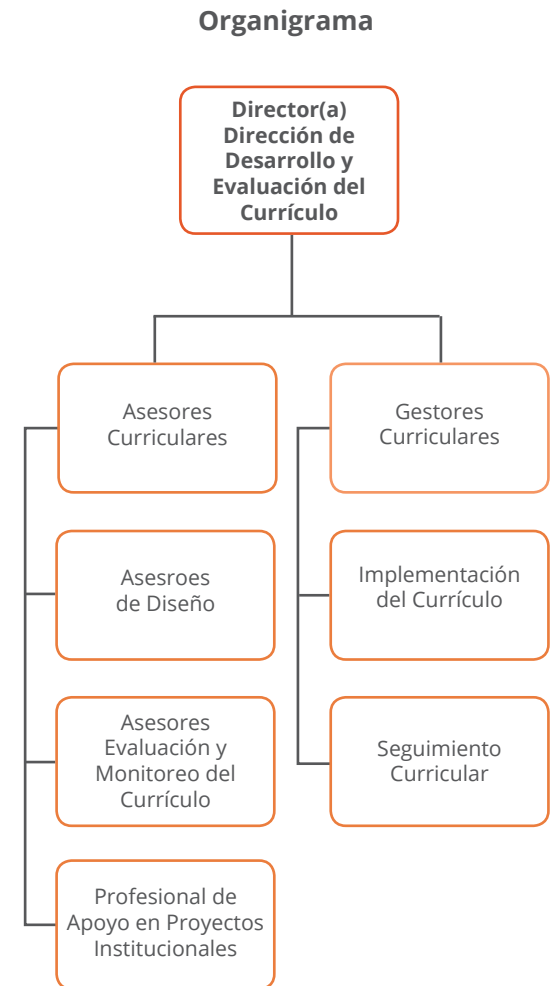 Organigrama
Director(a)
Dirección de
Desarrollo y
Evaluación del
Currículo
Asesores
Curriculares
Gestores
Curriculares
Asesroes
de Diseño
Implementación
del Currículo
Asesores
Evaluación y
Monitoreo del
Currículo
Seguimiento
Curricular
Profesional de
Apoyo en Proyectos
Institucionales